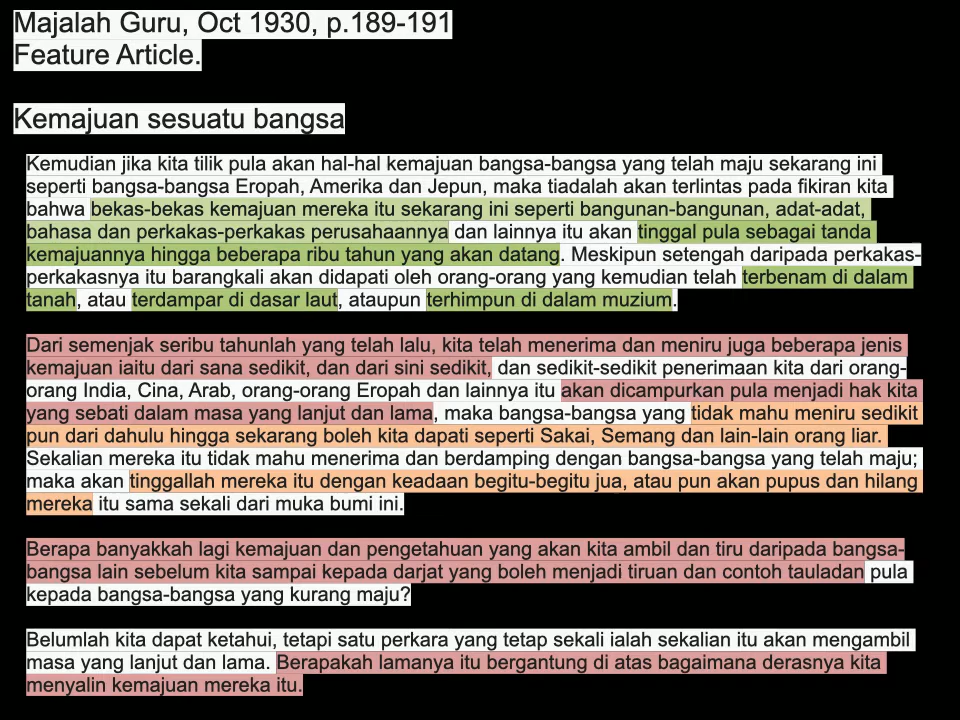 Majalah Guru, Oct 1930, p.189-191
Feature Article.
Kemajuan sesuatu bangsa
Kemudian jika kita tilik pula akan hal-hal kemajuan bangsa-bangsa yang telah maju sekarang ini
seperti bangsa-bangsa Eropah, Amerika dan Jepun, maka tiadalah akan terlintas pada fikiran kita
bahwa bekas-bekas kemajuan mereka itu sekarang ini seperti bangunan-bangunan, adat-adat,
bahasa dan perkakas-perkakas perusahaannya dan lainnya itu akan tinggal pula sebagai tanda
kemajuannya hingga beberapa ribu tahun yang akan datang. Meskipun setengah daripada perkakas-
perkakasnya itu barangkali akan didapati oleh orang-orang yang kemudian telah terbenam di dalam
tanah, atau terdampar di dasar laut, ataupun terhimpun di dalam muzium.
Dari semenjak seribu tahunlah yang telah lalu, kita telah menerima dan meniru juga beberapa jenis
kemajuan iaitu dari sana sedikit, dan dari sini sedikit, dan sedikit-sedikit penerimaan kita dari orang-
orang India, Cina, Arab, orang-orang Eropah dan lainnya itu akan dicampurkan pula menjadi hak kita
yang sebati dalam masa yang lanjut dan lama, maka bangsa-bangsa yang tidak mahu meniru sedikit
pun dari dahulu hingga sekarang boleh kita dapati seperti Sakai, Semang dan lain-lain orang liar.
Sekalian mereka itu tidak mahu menerima dan berdamping dengan bangsa-bangsa yang telah maju;
maka akan tinggallah mereka itu dengan keadaan begitu-begitu jua, atau pun akan pupus dan hilang
mereka itu sama sekali dari muka bumi ini.
Berapa banyakkah lagi kemajuan dan pengetahuan yang akan kita ambil dan tiru daripada bangsa-
bangsa lain sebelum kita sampai kepada darjat yang boleh menjadi tiruan dan contoh tauladan pula
kepada bangsa-bangsa yang kurang maju?
Belumlah kita dapat ketahui, tetapi satu perkara yang tetap sekali ialah sekalian itu akan mengambil
masa yang lanjut dan lama. Berapakah lamanya itu bergantung di atas bagaimana derasnya kita
menyalin kemajuan mereka itu.